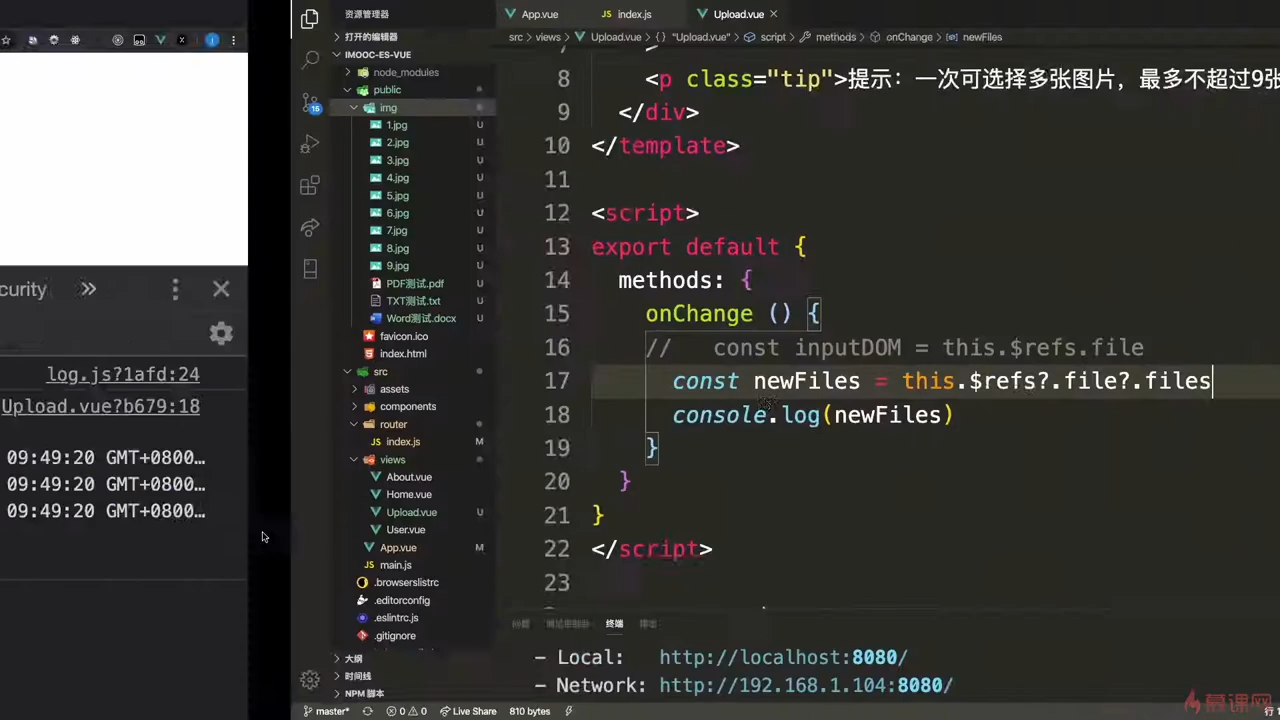 curity
log.js?1afd:24
Upload.vue?b679:18
09:49:20 GMT+0800…
09:49:20 GMT+0800…
09:49:20 GMT+0800…
资源管理器
打开的编辑器
IMOOC-ES-VUE
node_modules
public
img
1.jpg U
2.jpg U
3.jpg U
4.jpg U
5.jpg U
6.jpg U
7.jpg U
8.jpg U
9.jpg U
PDF测试.pdf U
TXT测试.txt U
Word测试.docx U
favicon.ico
index.html
src
assets
components
router
index.js M
views
About.vue
Home.vue
Upload.vue U
User.vue
App.vue M
main.js
.browserslistrc
.editorconfig
.eslintrc.js
.gitignore
大纲
时间线
NPM 脚本
16
App.vue index.js Upload.vue
src > views > Upload.vue > {} "Upload.vue" > script > methods > onChange > newFiles
8 <p class="tip">提示：一次可选择多张图片，最多不超过9张
9 </div>
10 </template>
11
12 <script>
13 export default {
14 methods: {
15 onChange () {
16 // const inputDOM = this.$refs.file
17 const newFiles = this.$refs?.file?.files
18 console.log(newFiles)
19 }
20 }
21 }
22 </script>
23
终端
- Local: http://localhost:8080/
- Network: http://192.168.1.104:8080/
master* 0 0 Live Share 810 bytes
慕课网